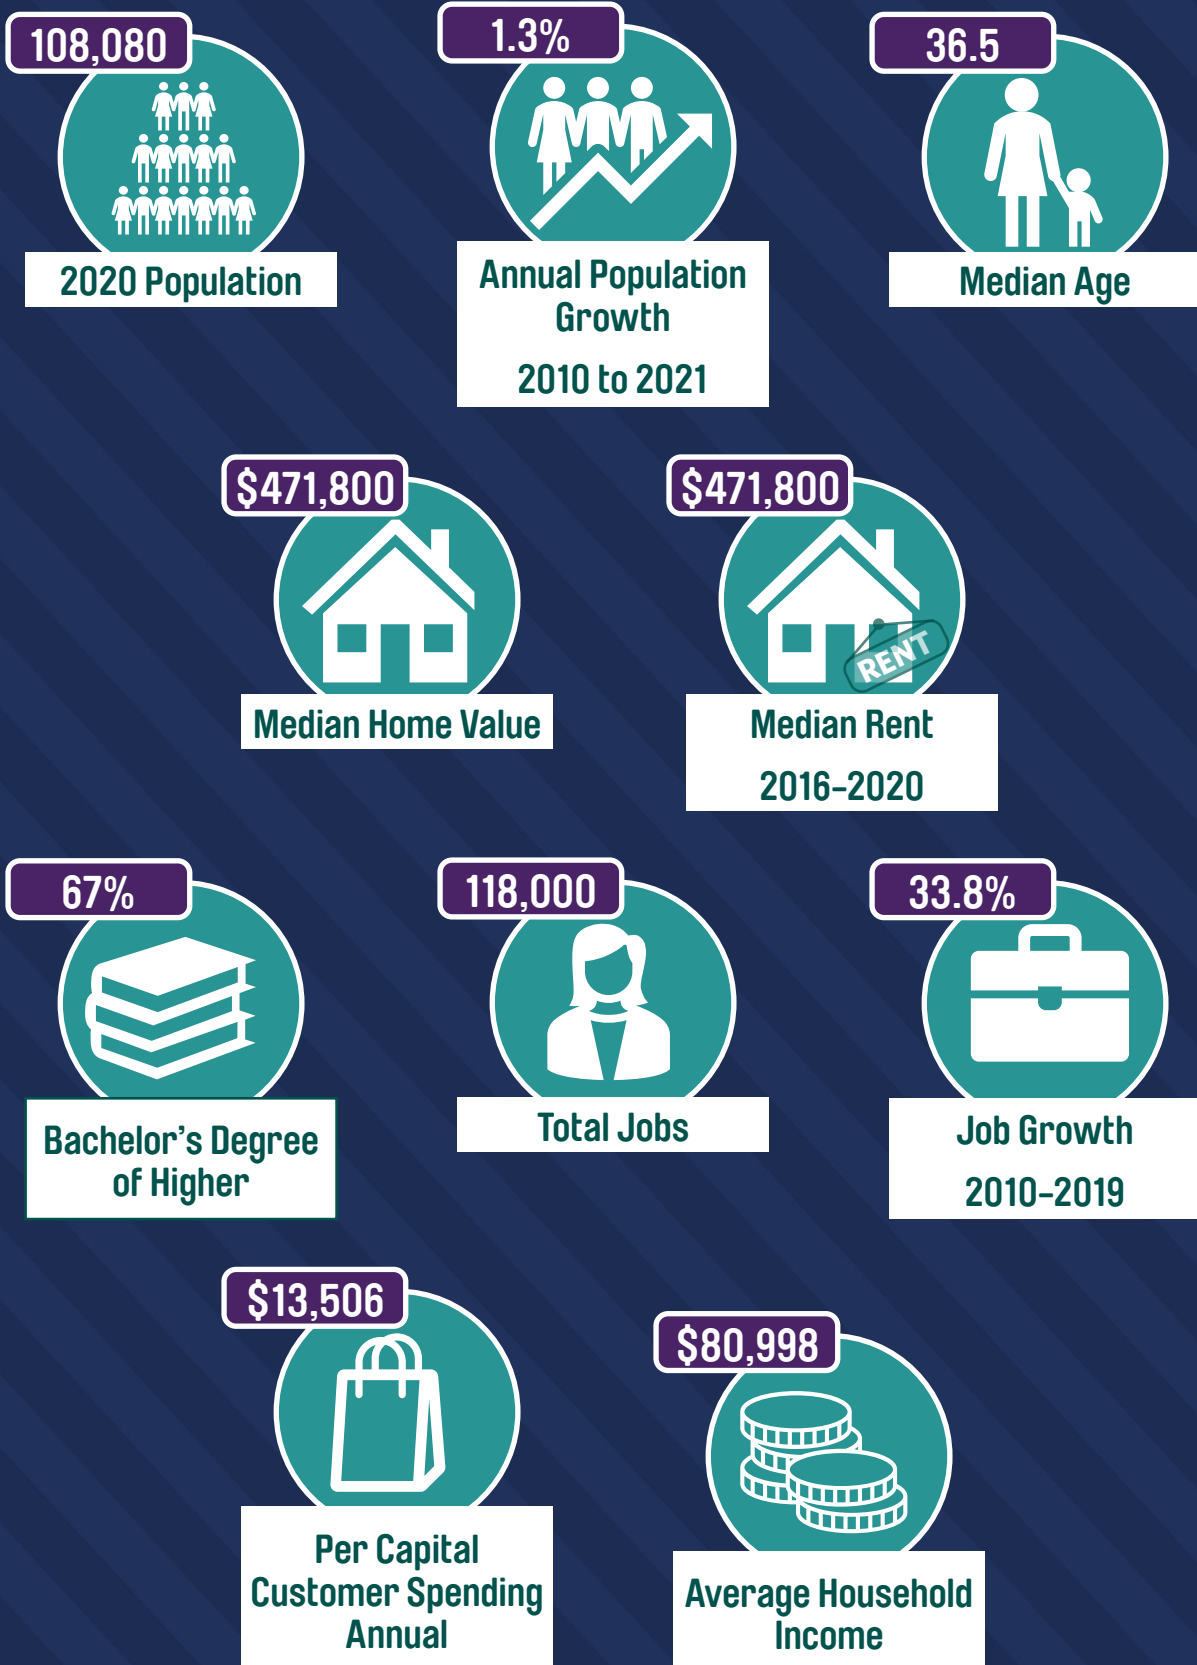 108,080
2020 Population
1.3%
Annual Population
Growth
2010 to 2021
36.5
Median Age
$471,800
Median Home Value
$471,800
RENT
Median Rent
2016–2020
67%
Bachelor’s Degree
of Higher
118,000
Total Jobs
33.8%
Job Growth
2010–2019
$13,506
Per Capital
Customer Spending
Annual
$80,998
Average Household
Income